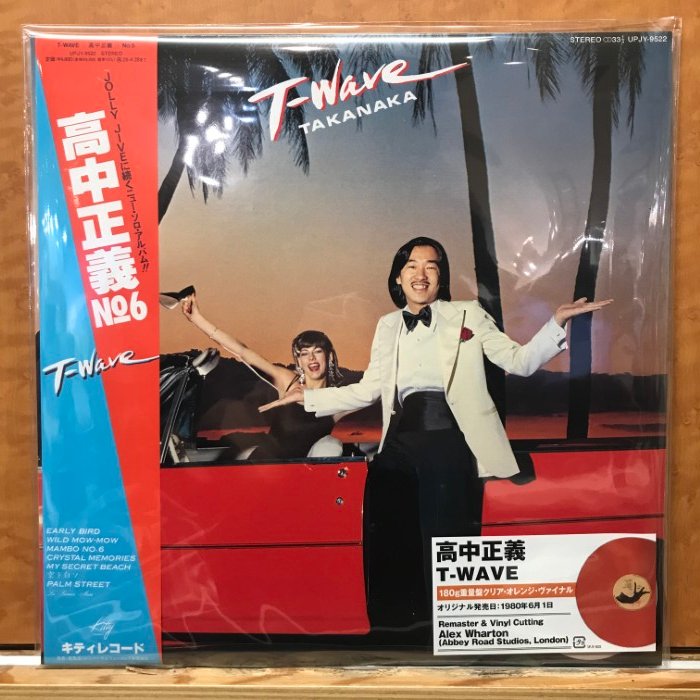 T-WAVE 高中正義 No.5
UPJY-9522 STEREO
JOLLY JIVEに続くニュー・ソロ・アルバム!!
高中正義
No6
T-Wave
EARLY BIRD
WILD MOW-MOW
MAMBO NO.6
CRYSTAL MEMORIES
MY SECRET BEACH
PALM STREET
Kitty
キティレコード
STEREO 33⅓ UPJY-9522
T-Wave
TAKANAKA
高中正義
T-WAVE
180g重量盤クリア・オレンジ・ヴァイナル
オリジナル発売日:1980年6月1日
Remaster & Vinyl Cutting
Alex Wharton
(Abbey Road Studios, London)